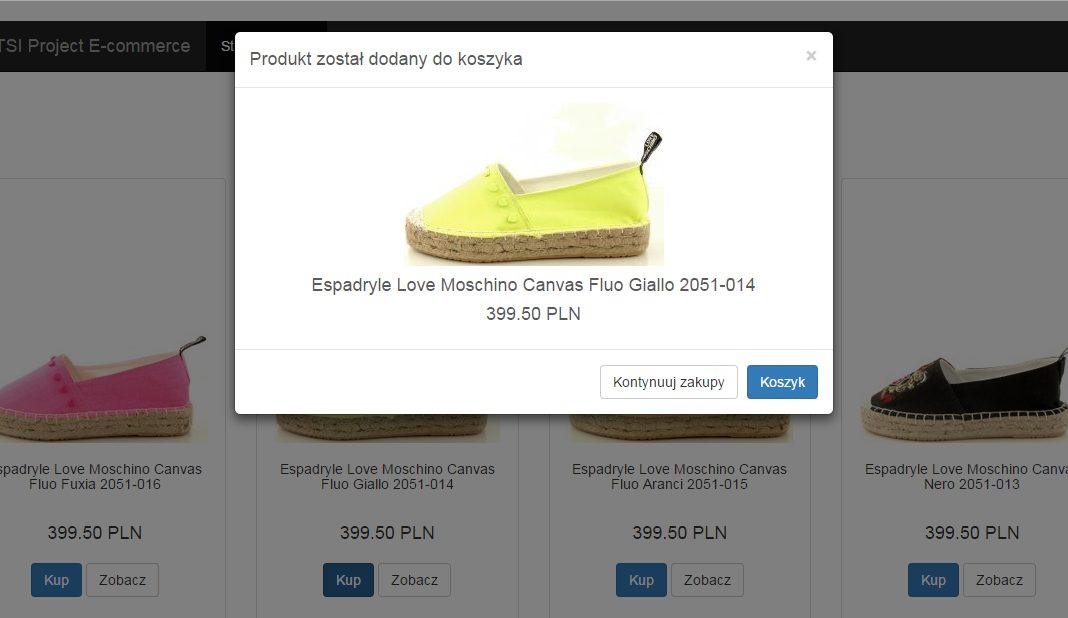 TSI Project E-commerce
Produkt został dodany do koszyka
×
Espadryle Love Moschino Canvas Fluo Giallo 2051-014
399.50 PLN
Kontynuuj zakupy Koszyk
Espadryle Love Moschino Canvas
Fluo Fuxia 2051-016
399.50 PLN
Kup Zobacz
Espadryle Love Moschino Canvas
Fluo Giallo 2051-014
399.50 PLN
Kup Zobacz
Espadryle Love Moschino Canvas
Fluo Aranci 2051-015
399.50 PLN
Kup Zobacz
Espadryle Love Moschino Canva
Nero 2051-013
399.50 PLN
Kup Zobacz